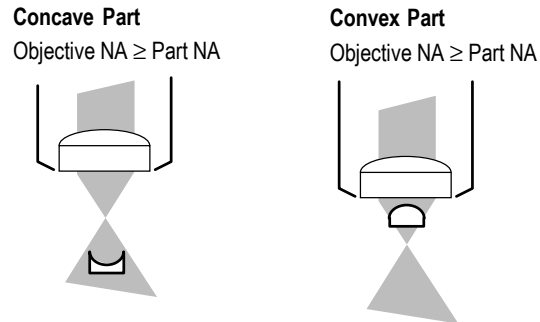 Concave Part
Objective NA ≥ Part NA
Convex Part
Objective NA ≥ Part NA